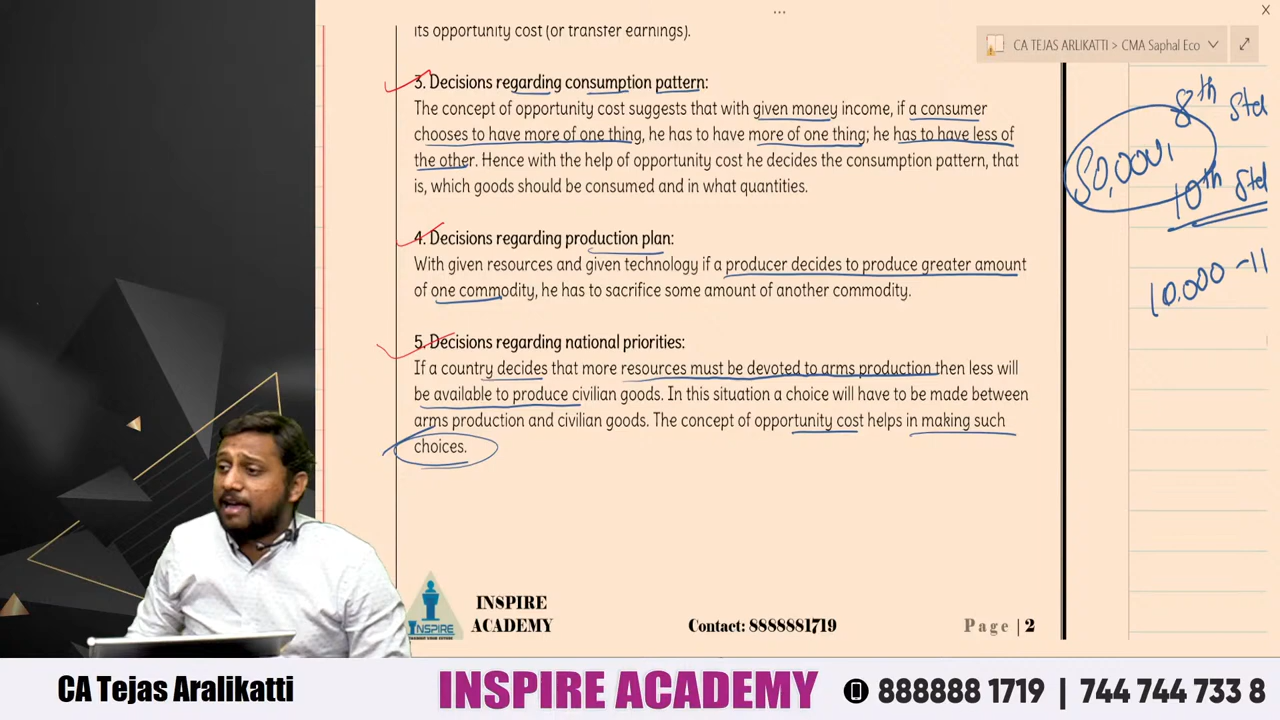 ...
X
CA TEJAS ARLIKATTI > CMA Saphal Eco
its opportunity cost (or transfer earnings).
3. Decisions regarding consumption pattern:
The concept of opportunity cost suggests that with given money income, if a consumer
chooses to have more of one thing, he has to have more of one thing; he has to have less of
the other. Hence with the help of opportunity cost he decides the consumption pattern, that
is, which goods should be consumed and in what quantities.
4. Decisions regarding production plan:
With given resources and given technology if a producer decides to produce greater amount
of one commodity, he has to sacrifice some amount of another commodity.
5. Decisions regarding national priorities:
If a country decides that more resources must be devoted to arms production then less will
be available to produce civilian goods. In this situation a choice will have to be made between
arms production and civilian goods. The concept of opportunity cost helps in making such
choices.
8th Std
50,000
10th Std
10,000 - 11
INSPIRE
INSPIRE
ACADEMY
Contact: 8888881719
Page | 2
CA Tejas Aralikatti
INSPIRE ACADEMY
888888 1719 | 744 744 733 8